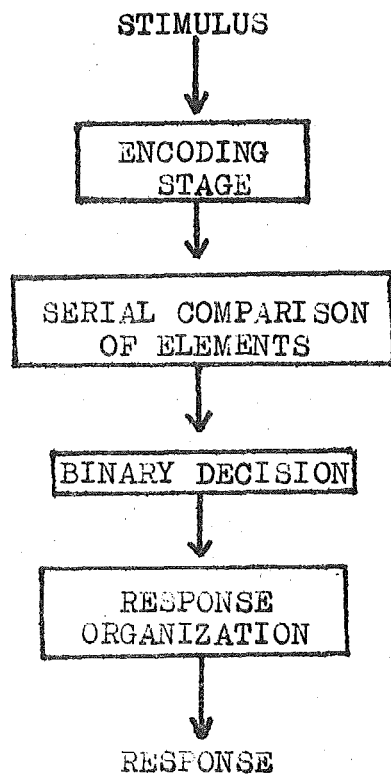 STIMULUS
ENCODING
STAGE
SERIAL COMPARISON
OF ELEMENTS
BINARY DECISION
RESPONSE
ORGANIZATION
RESPONSE